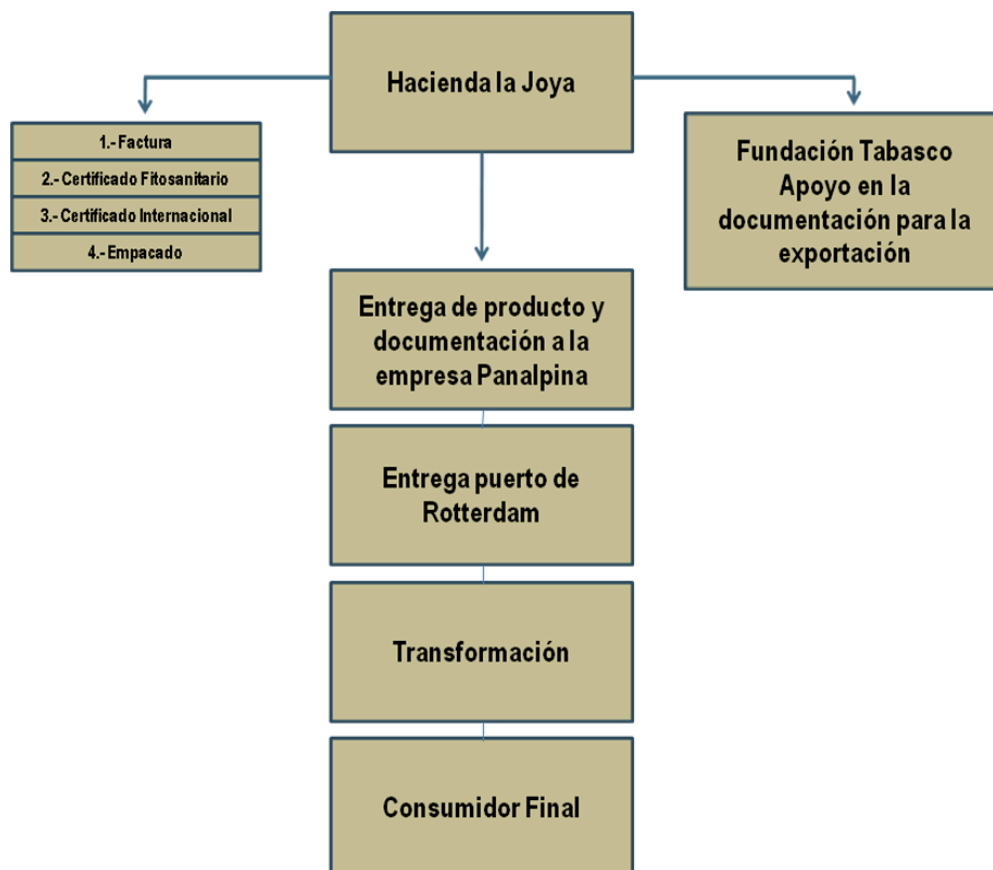 Hacienda la Joya
1.- Factura
2.- Certificado Fitosanitario
3.- Certificado Internacional
4.- Empacado
Fundación Tabasco
Apoyo en la
documentación para la
exportación
Entrega de producto y
documentación a la
empresa Panalpina
Entrega puerto de
Rotterdam
Transformación
Consumidor Final